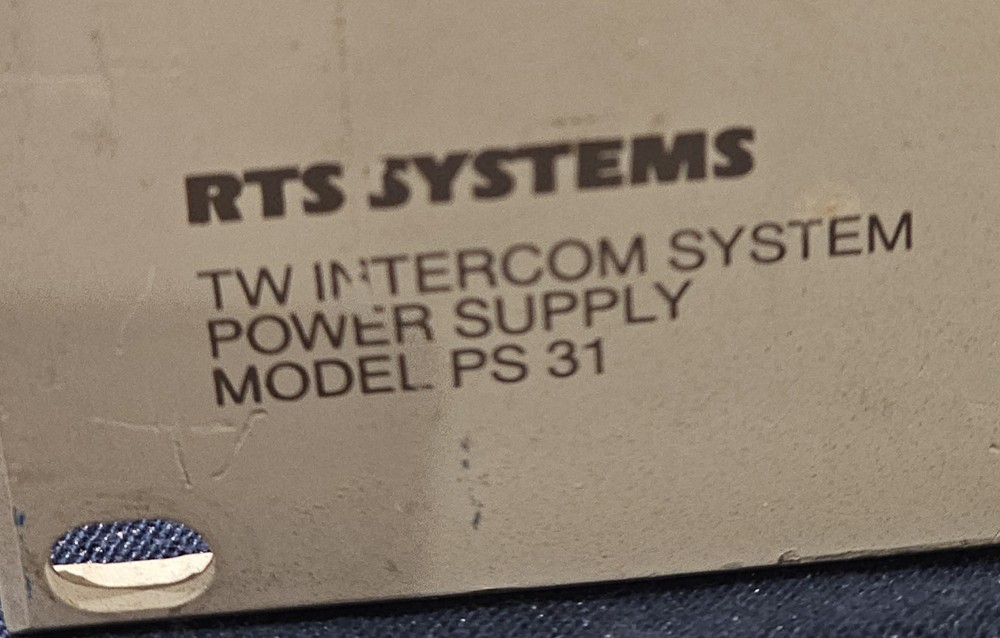 RTS SYSTEMS
TW INTERCOM SYSTEM
POWER SUPPLY
MODEL PS 31